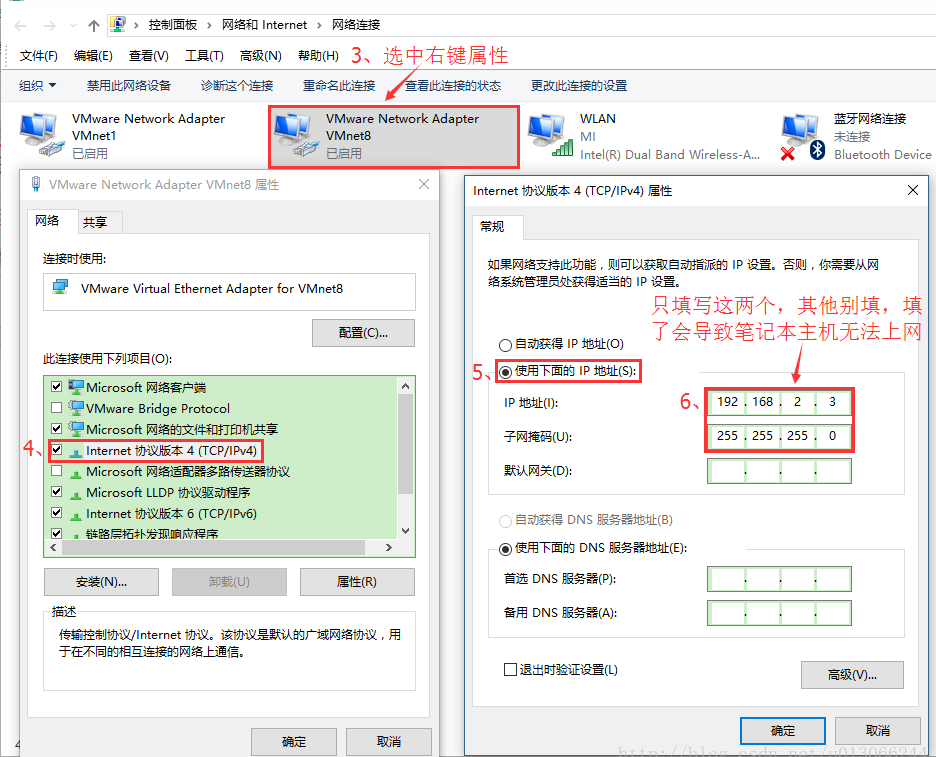 控制面板 › 网络和 Internet › 网络连接
文件(F) 编辑(E) 查看(V) 工具(T) 高级(N) 帮助(H) 3、选中右键属性
组织 禁用此网络设备 诊断这个连接 重命名此连接 查看此连接的状态 更改此连接的设置
VMware Network Adapter VMnet1
已启用
VMware Network Adapter VMnet8
已启用
WLAN
MI
Intel(R) Dual Band Wireless-A...
蓝牙网络连接
未连接
Bluetooth Device
VMware Network Adapter VMnet8 属性
网络 共享
连接时使用:
VMware Virtual Ethernet Adapter for VMnet8
配置(C)...
此连接使用下列项目(O):
Microsoft 网络客户端
VMware Bridge Protocol
Microsoft 网络的文件和打印机共享
4、 Internet 协议版本 4 (TCP/IPv4)
Microsoft 网络适配器多路传送器协议
Microsoft LLDP 协议驱动程序
Internet 协议版本 6 (TCP/IPv6)
链路层拓扑发现响应程序
安装(N)... 卸载(U) 属性(R)
描述
传输控制协议/Internet 协议。该协议是默认的广域网络协议，用
于在不同的相互连接的网络上通信。
确定 取消
4
Internet 协议版本 4 (TCP/IPv4) 属性
常规
如果网络支持此功能，则可以获取自动指派的 IP 设置。否则，你需要从网
络系统管理员处获得适当的 IP 设置。
只填写这两个，其他别填，填
了会导致笔记本主机无法上网
自动获得 IP 地址(O)
5、 使用下面的 IP 地址(S):
IP 地址(I): 6、 192 . 168 . 2 . 3
子网掩码(U): 255 . 255 . 255 . 0
默认网关(D): . . .
自动获得 DNS 服务器地址(B)
使用下面的 DNS 服务器地址(E):
首选 DNS 服务器(P): . . .
备用 DNS 服务器(A): . . .
退出时验证设置(L)
高级(V)...
确定 取消
http://blog.csdn.net/u013066244